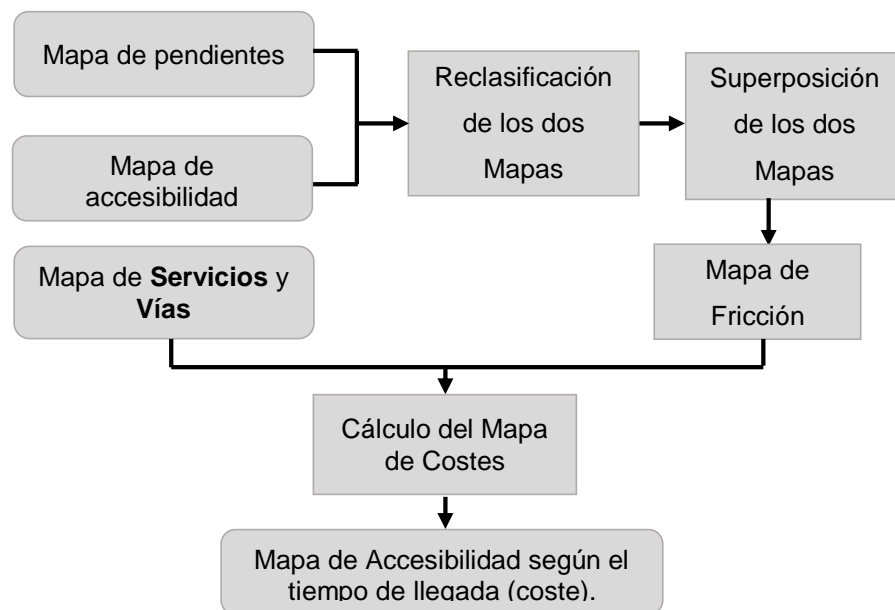 Mapa de pendientes
Mapa de
accesibilidad
Reclasificación
de los dos
Mapas
Superposición
de los dos
Mapas
Mapa de Servicios y
Vías
Mapa de
Fricción
Cálculo del Mapa
de Costes
Mapa de Accesibilidad según el
tiempo de llegada (coste).